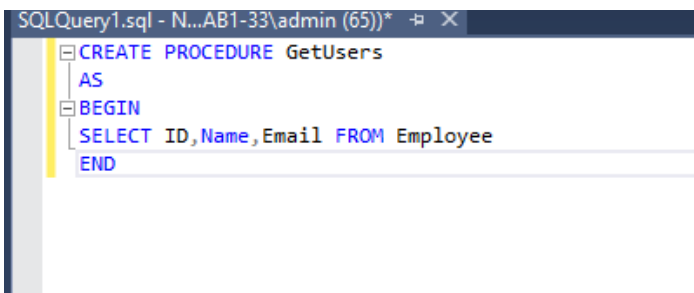 SQLQuery1.sql - N...AB1-33\admin (65))*
CREATE PROCEDURE GetUsers
AS
BEGIN
SELECT ID,Name,Email FROM Employee
END